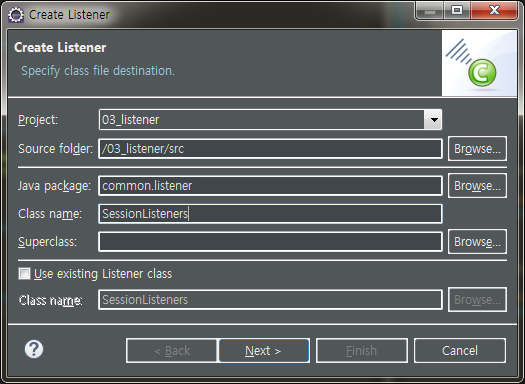 Create Listener
Create Listener
Specify class file destination.
C
Project: 03_listener
Source folder: /03_listener/src Browse...
Java package: common.listener Browse...
Class name: SessionListeners
Superclass: Browse...
Use existing Listener class
Class name: SessionListeners Browse...
? < Back Next > Finish Cancel